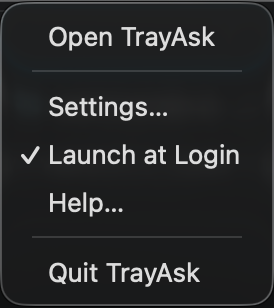 Open TrayAsk
Settings...
✓ Launch at Login
Help...
Quit TrayAsk